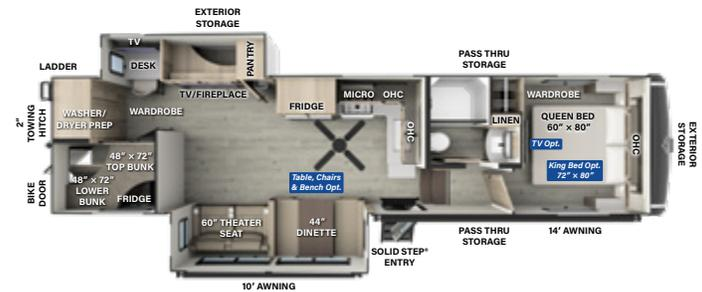 EXTERIOR
STORAGE
TV
DESK
PANTRY
LADDER
PASS THRU
STORAGE
TV/FIREPLACE
WARDROBE
WASHER/
DRYER PREP
2"
TOWING
HITCH
FRIDGE
MICRO
OHC
OHC
LINEN
WARDROBE
QUEEN BED
60" × 80"
TV Opt.
King Bed Opt.
72" × 80"
OHC
EXTERIOR
STORAGE
48" × 72"
TOP BUNK
48" × 72"
LOWER
BUNK
FRIDGE
BIKE
DOOR
Table, Chairs
& Bench Opt.
60" THEATER
SEAT
44"
DINETTE
SOLID STEP®
ENTRY
PASS THRU
STORAGE
14' AWNING
10' AWNING